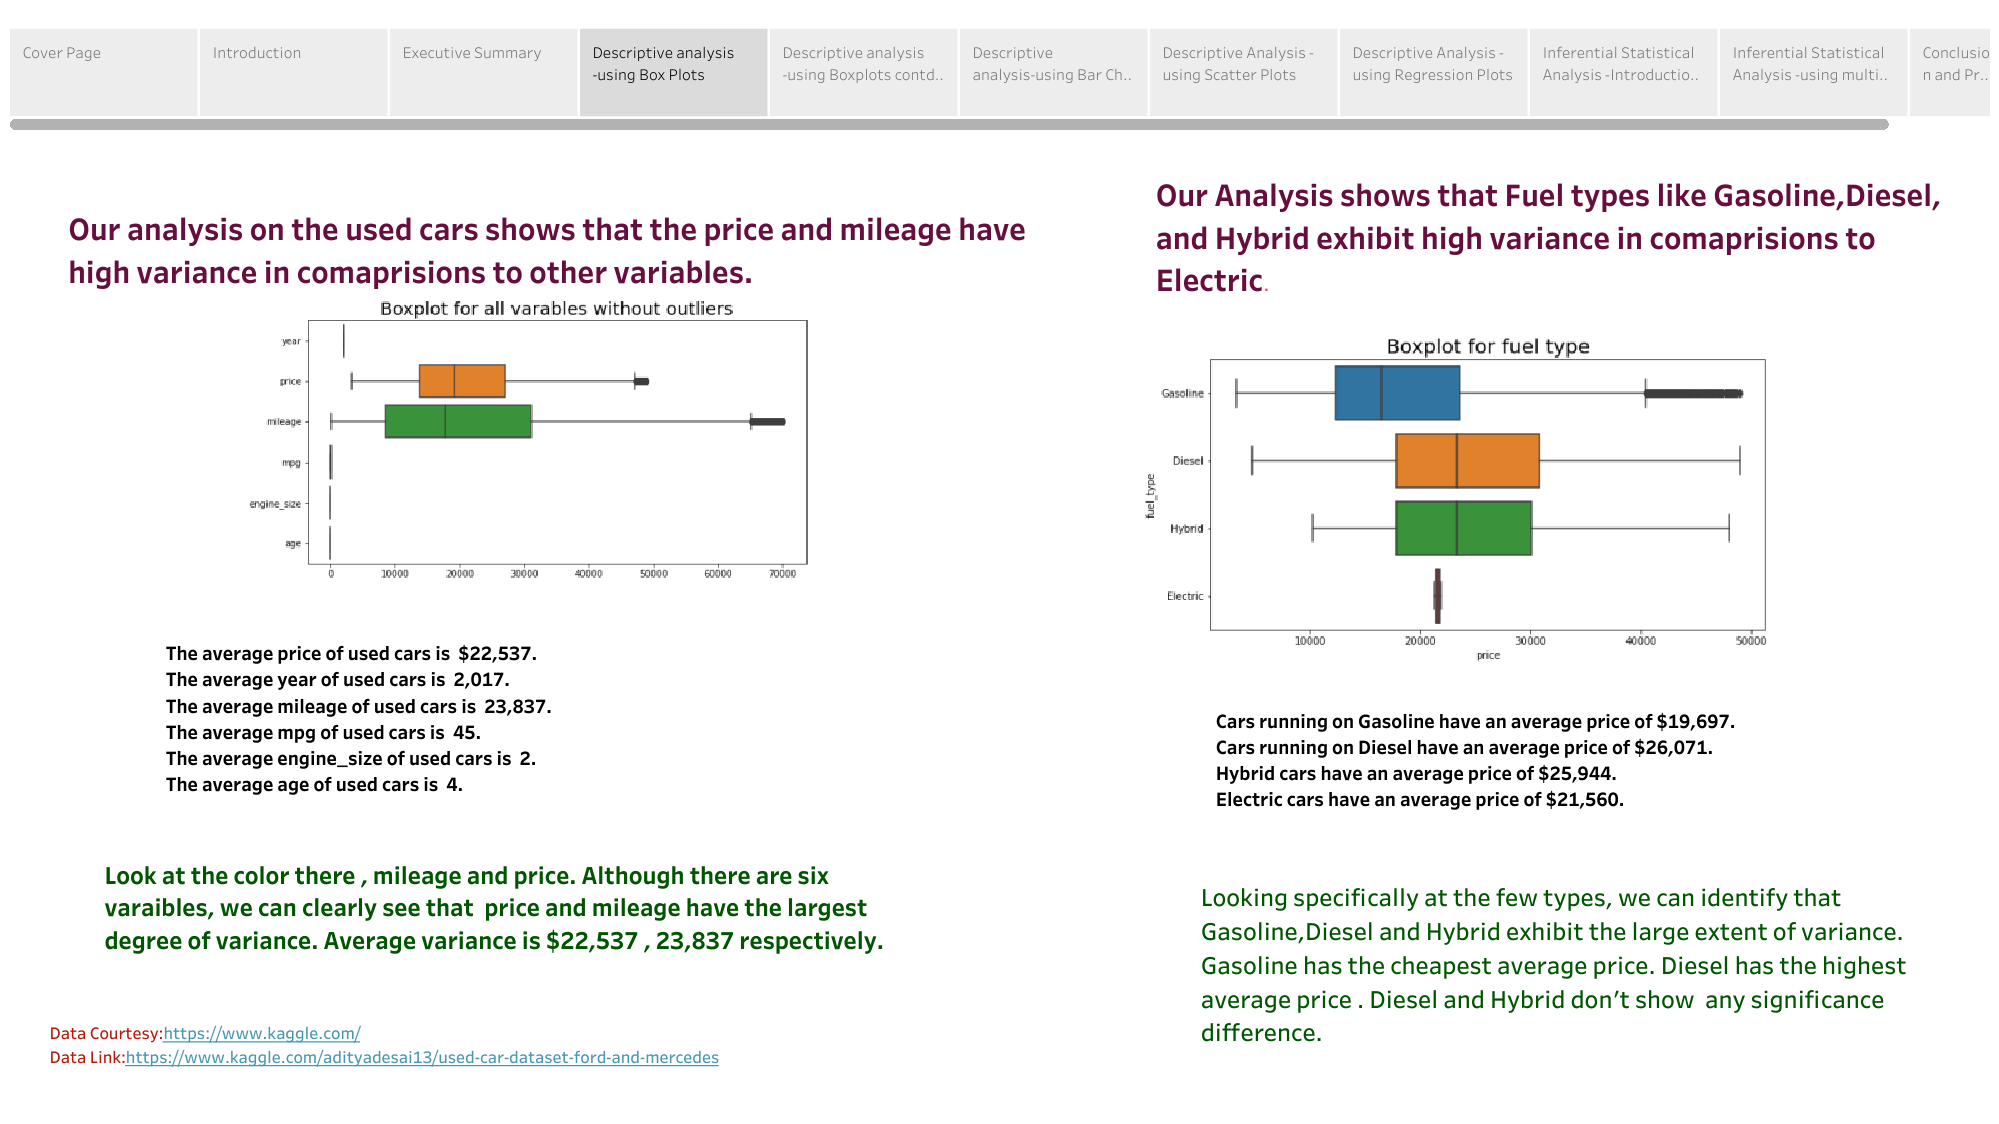 Cover Page
Introduction
Executive Summary
Descriptive analysis
-using Box Plots
Descriptive analysis
-using Boxplots contd..
Descriptive
analysis-using Bar Ch..
Descriptive Analysis -
using Scatter Plots
Descriptive Analysis -
using Regression Plots
Inferential Statistical
Analysis -Introductio..
Inferential Statistical
Analysis -using multi..
Conclusio
n and Pr..
Our analysis on the used cars shows that the price and mileage have
high variance in comaprisions to other variables.
Boxplot for all varables without outliers
year
price
mileage
mpg
engine_size
age
0 10000 20000 30000 40000 50000 60000 70000
The average price of used cars is $22,537.
The average year of used cars is 2,017.
The average mileage of used cars is 23,837.
The average mpg of used cars is 45.
The average engine_size of used cars is 2.
The average age of used cars is 4.
Look at the color there , mileage and price. Although there are six
varaibles, we can clearly see that price and mileage have the largest
degree of variance. Average variance is $22,537 , 23,837 respectively.
Data Courtesy:https://www.kaggle.com/
Data Link:https://www.kaggle.com/adityadesai13/used-car-dataset-ford-and-mercedes
Our Analysis shows that Fuel types like Gasoline,Diesel,
and Hybrid exhibit high variance in comaprisions to
Electric.
Boxplot for fuel type
fuel_type
Gasoline
Diesel
Hybrid
Electric
10000 20000 30000 40000 50000
price
Cars running on Gasoline have an average price of $19,697.
Cars running on Diesel have an average price of $26,071.
Hybrid cars have an average price of $25,944.
Electric cars have an average price of $21,560.
Looking specifically at the few types, we can identify that
Gasoline,Diesel and Hybrid exhibit the large extent of variance.
Gasoline has the cheapest average price. Diesel has the highest
average price . Diesel and Hybrid don’t show any significance
difference.